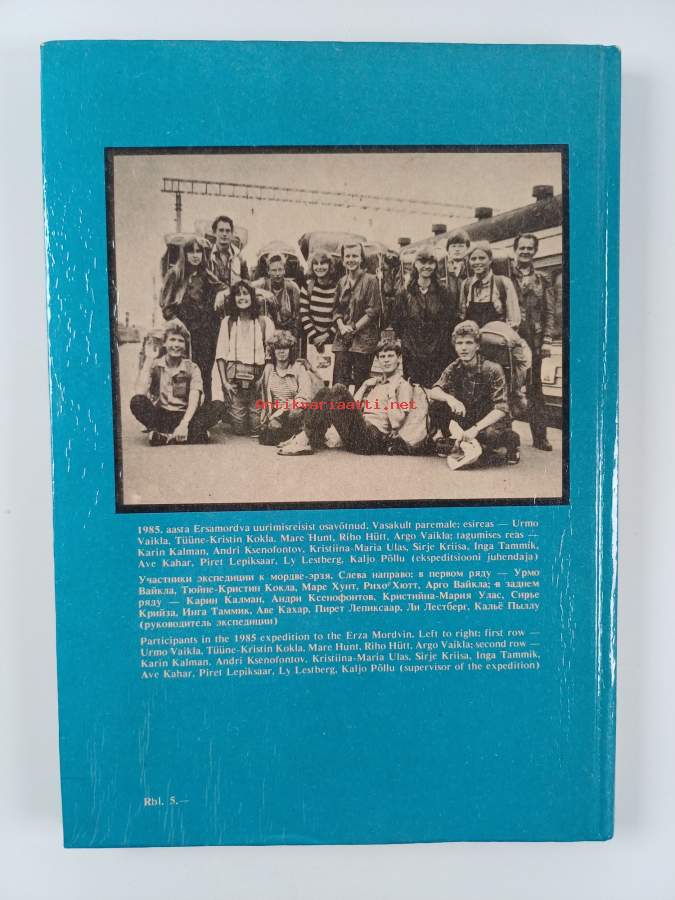 antikvariaatti.net
1985. aasta Ersamordva uurimisreisist osavõtnud. Vasakult paremale: esireas — Urmo
Vaikla, Tüüne-Kristin Kokla, Mare Hunt, Riho Hütt, Argo Vaikla; tagumises reas —
Karin Kalman, Andri Ksenofontov, Kristiina-Maria Ulas, Sirje Kriisa, Inga Tammik,
Ave Kahar, Piret Lepiksaar, Ly Lestberg, Kaljo Põllu (ekspeditsiooni juhendaja)
Участники экспедиции к мордве-эрзя. Слева направо: в первом ряду — Урмо
Вайкла, Тюйне-Кристин Кокла, Маре Хунт, Рихо Хютт, Арго Вайкла; в заднем
ряду — Карин Калман, Андри Ксенофонтов, Кристийна-Мария Улас, Сирье
Крийза, Инга Таммик, Аве Кахар, Пирет Лепиксаар, Ли Лестберг, Кальё Пыллу
(руководитель экспедиции)
Participants in the 1985 expedition to the Erza Mordvin. Left to right: first row —
Urmo Vaikla, Tüüne-Kristin Kokla, Mare Hunt, Riho Hütt, Argo Vaikla; second row —
Karin Kalman, Andri Ksenofontov, Kristiina-Maria Ulas, Sirje Kriisa, Inga Tammik,
Ave Kahar, Piret Lepiksaar, Ly Lestberg, Kaljo Põllu (supervisor of the expedition)
Rbl. 5.—